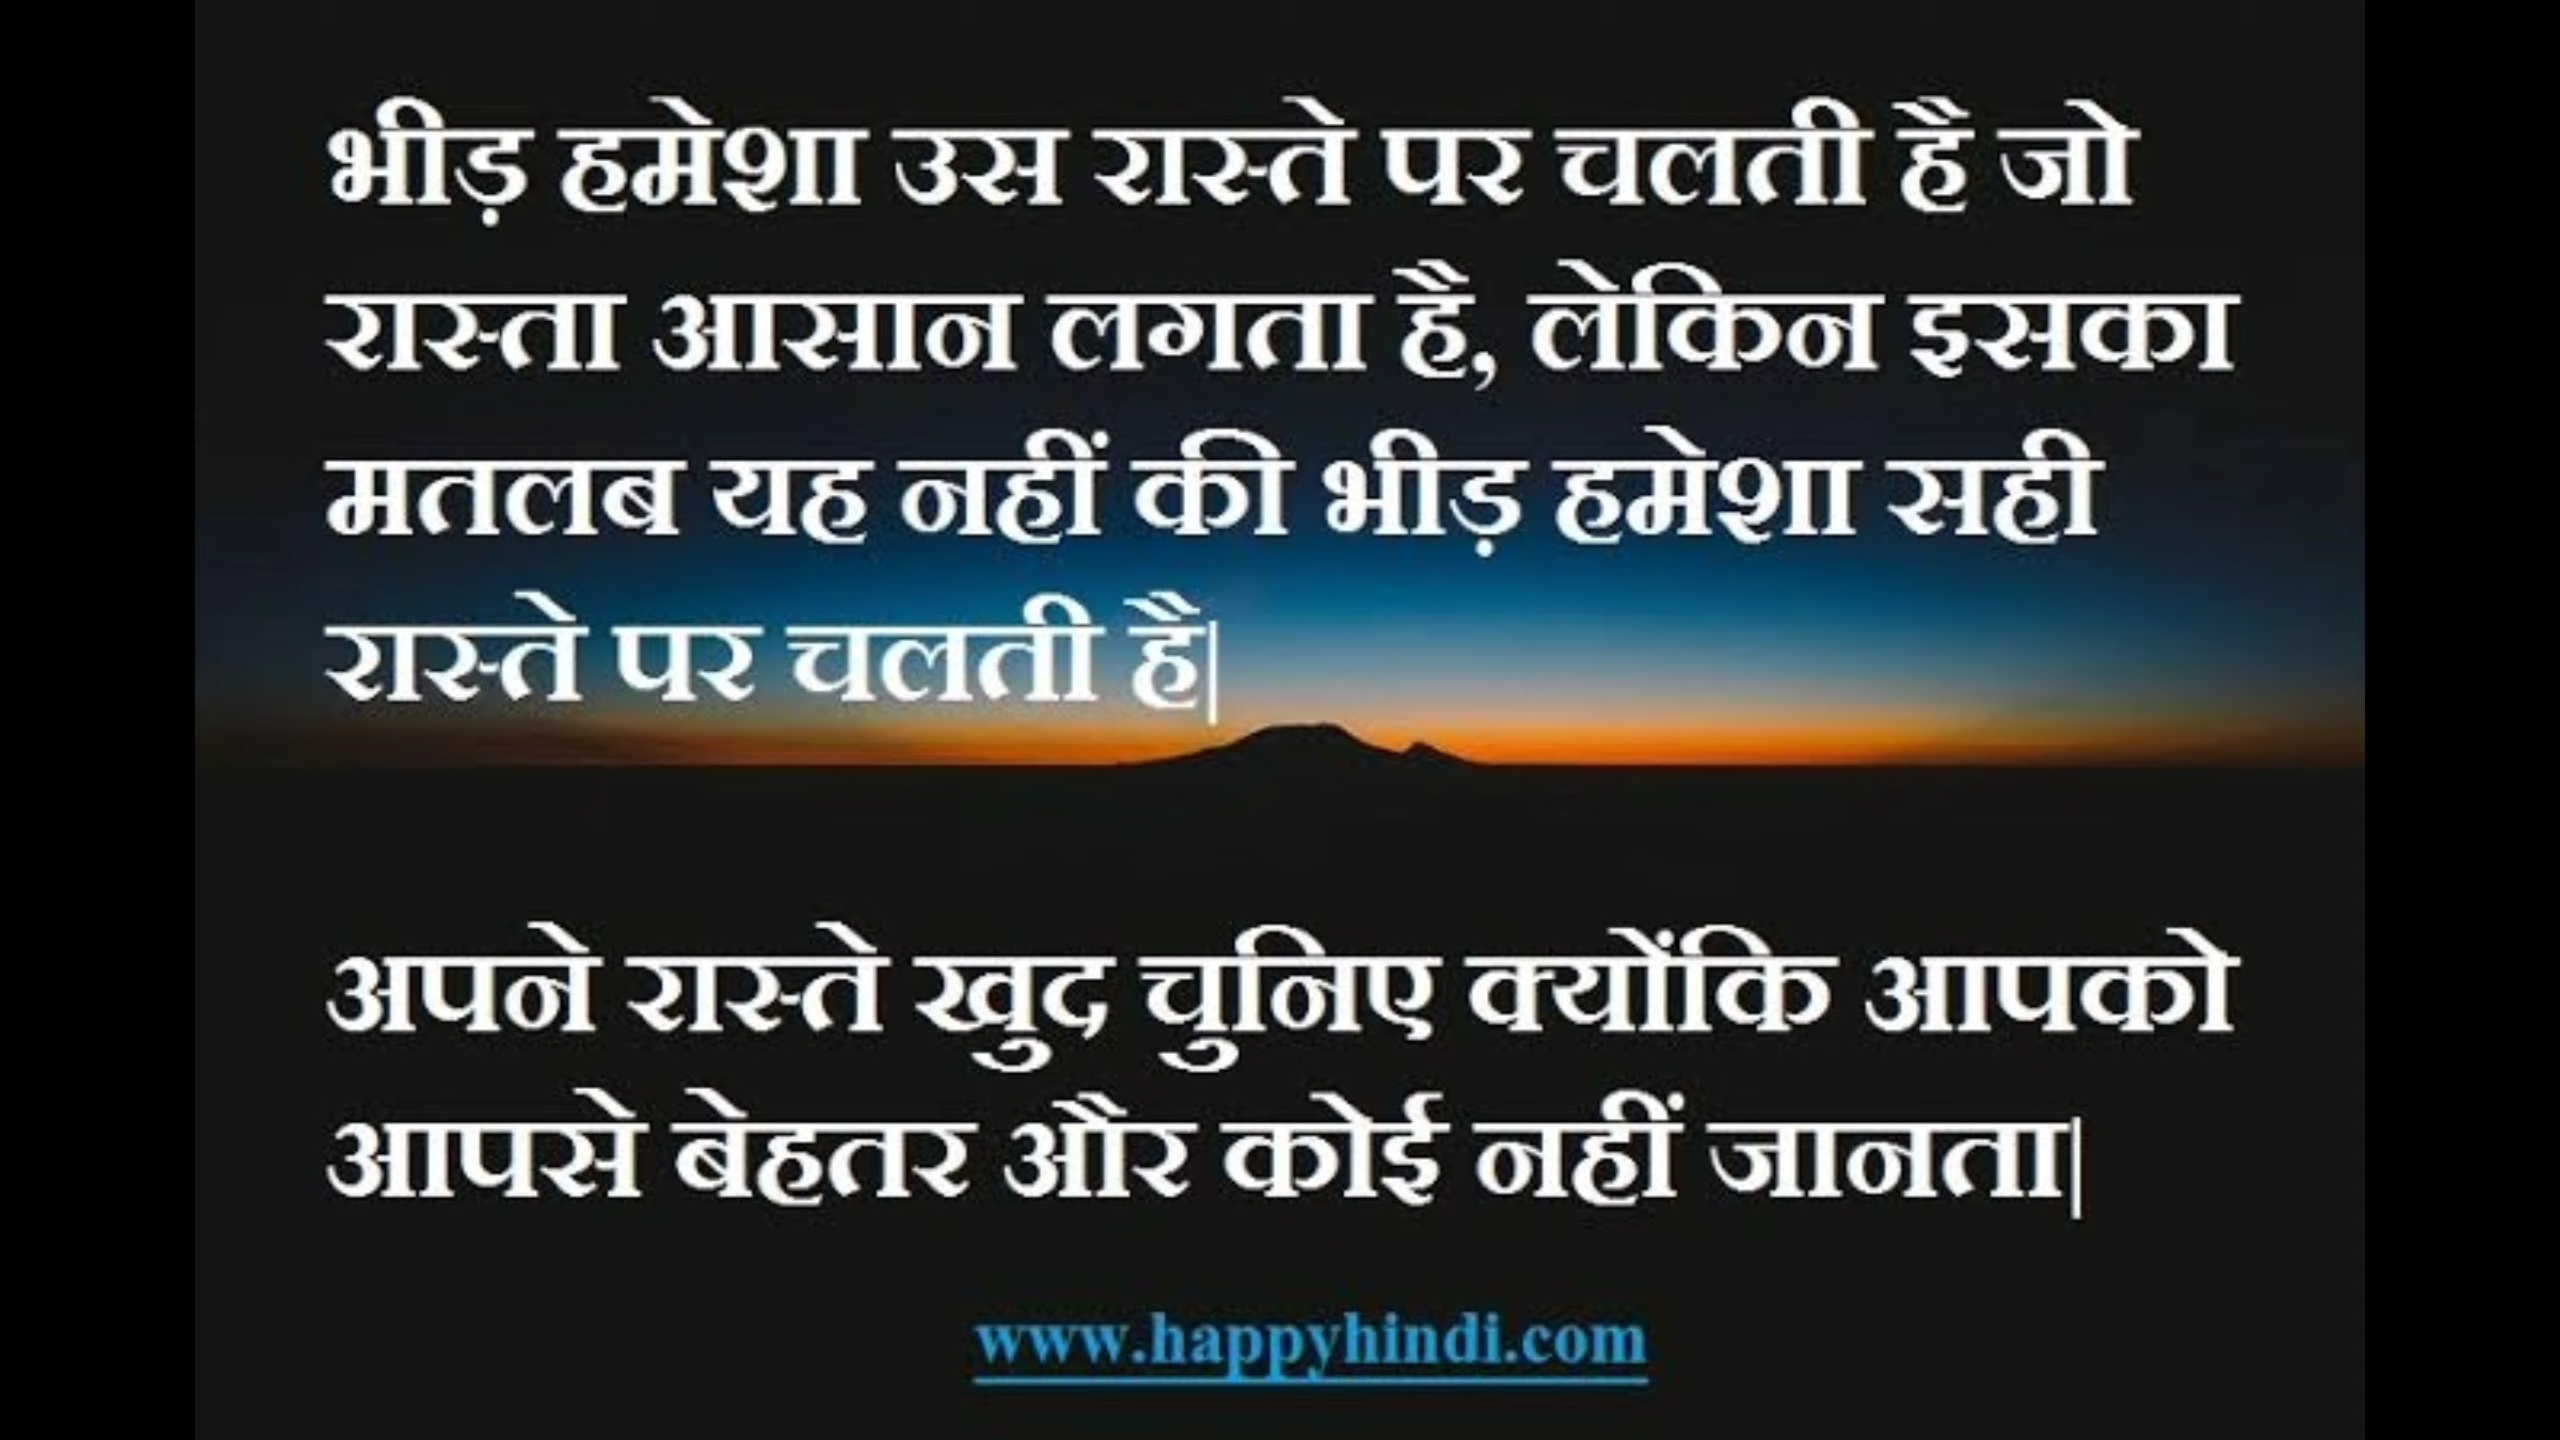 भीड़ हमेशा उस रास्ते पर चलती है जो
रास्ता आसान लगता है, लेकिन इसका
मतलब यह नहीं की भीड़ हमेशा सही
रास्ते पर चलती है|
अपने रास्ते खुद चुनिए क्योंकि आपको
आपसे बेहतर और कोई नहीं जानता|
www.happyhindi.com